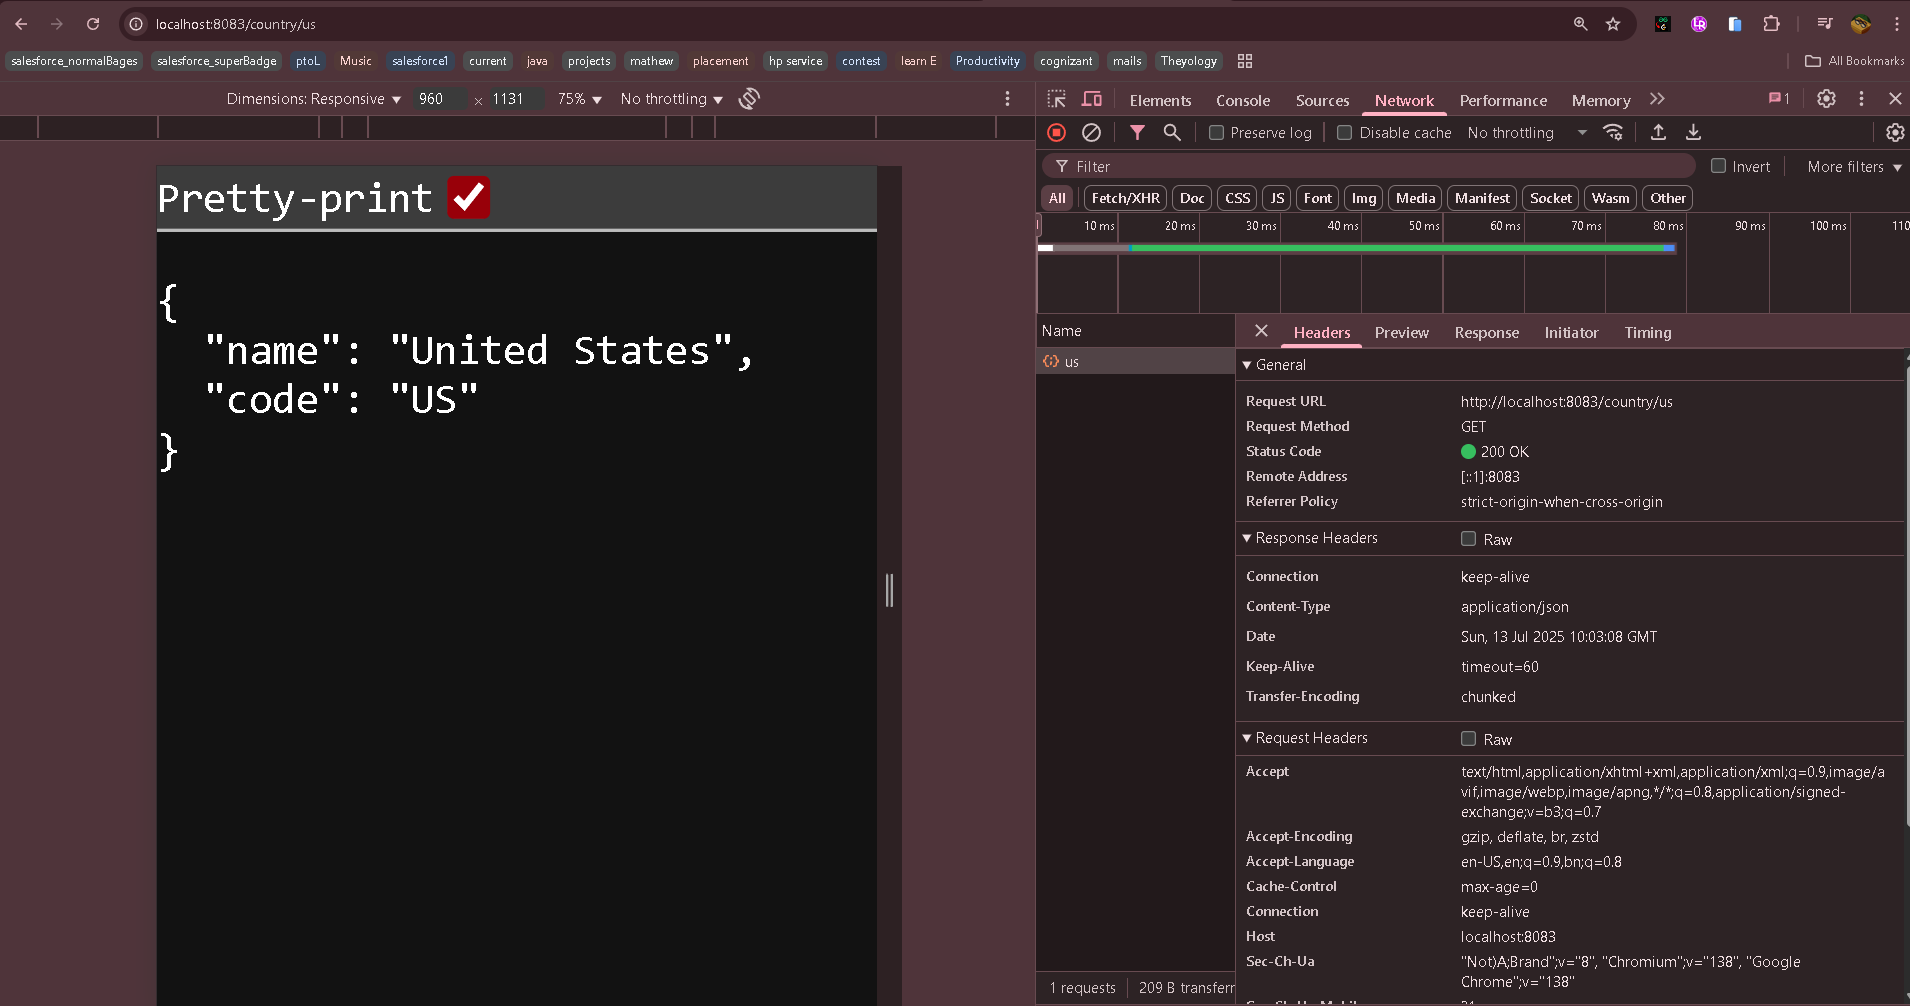 localhost:8083/country/us
salesforce_normalBages salesforce_superBadge ptoL Music salesforce1 current java projects mathew placement hp service contest learn E Productivity cognizant mails Theyology All Bookmarks
Dimensions: Responsive 960 × 1131 75% No throttling
Pretty-print
{
"name": "United States",
"code": "US"
}
Elements Console Sources Network Performance Memory 1
Preserve log Disable cache No throttling
Filter Invert More filters
All Fetch/XHR Doc CSS JS Font Img Media Manifest Socket Wasm Other
10 ms 20 ms 30 ms 40 ms 50 ms 60 ms 70 ms 80 ms 90 ms 100 ms 110
Name
us
1 requests 209 B transferr
Headers Preview Response Initiator Timing
General
Request URL http://localhost:8083/country/us
Request Method GET
Status Code 200 OK
Remote Address [::1]:8083
Referrer Policy strict-origin-when-cross-origin
Response Headers Raw
Connection keep-alive
Content-Type application/json
Date Sun, 13 Jul 2025 10:03:08 GMT
Keep-Alive timeout=60
Transfer-Encoding chunked
Request Headers Raw
Accept text/html,application/xhtml+xml,application/xml;q=0.9,image/a
vif,image/webp,image/apng,*/*;q=0.8,application/signed-
exchange;v=b3;q=0.7
Accept-Encoding gzip, deflate, br, zstd
Accept-Language en-US,en;q=0.9,bn;q=0.8
Cache-Control max-age=0
Connection keep-alive
Host localhost:8083
Sec-Ch-Ua "Not)A;Brand";v="8", "Chromium";v="138", "Google
Chrome";v="138"